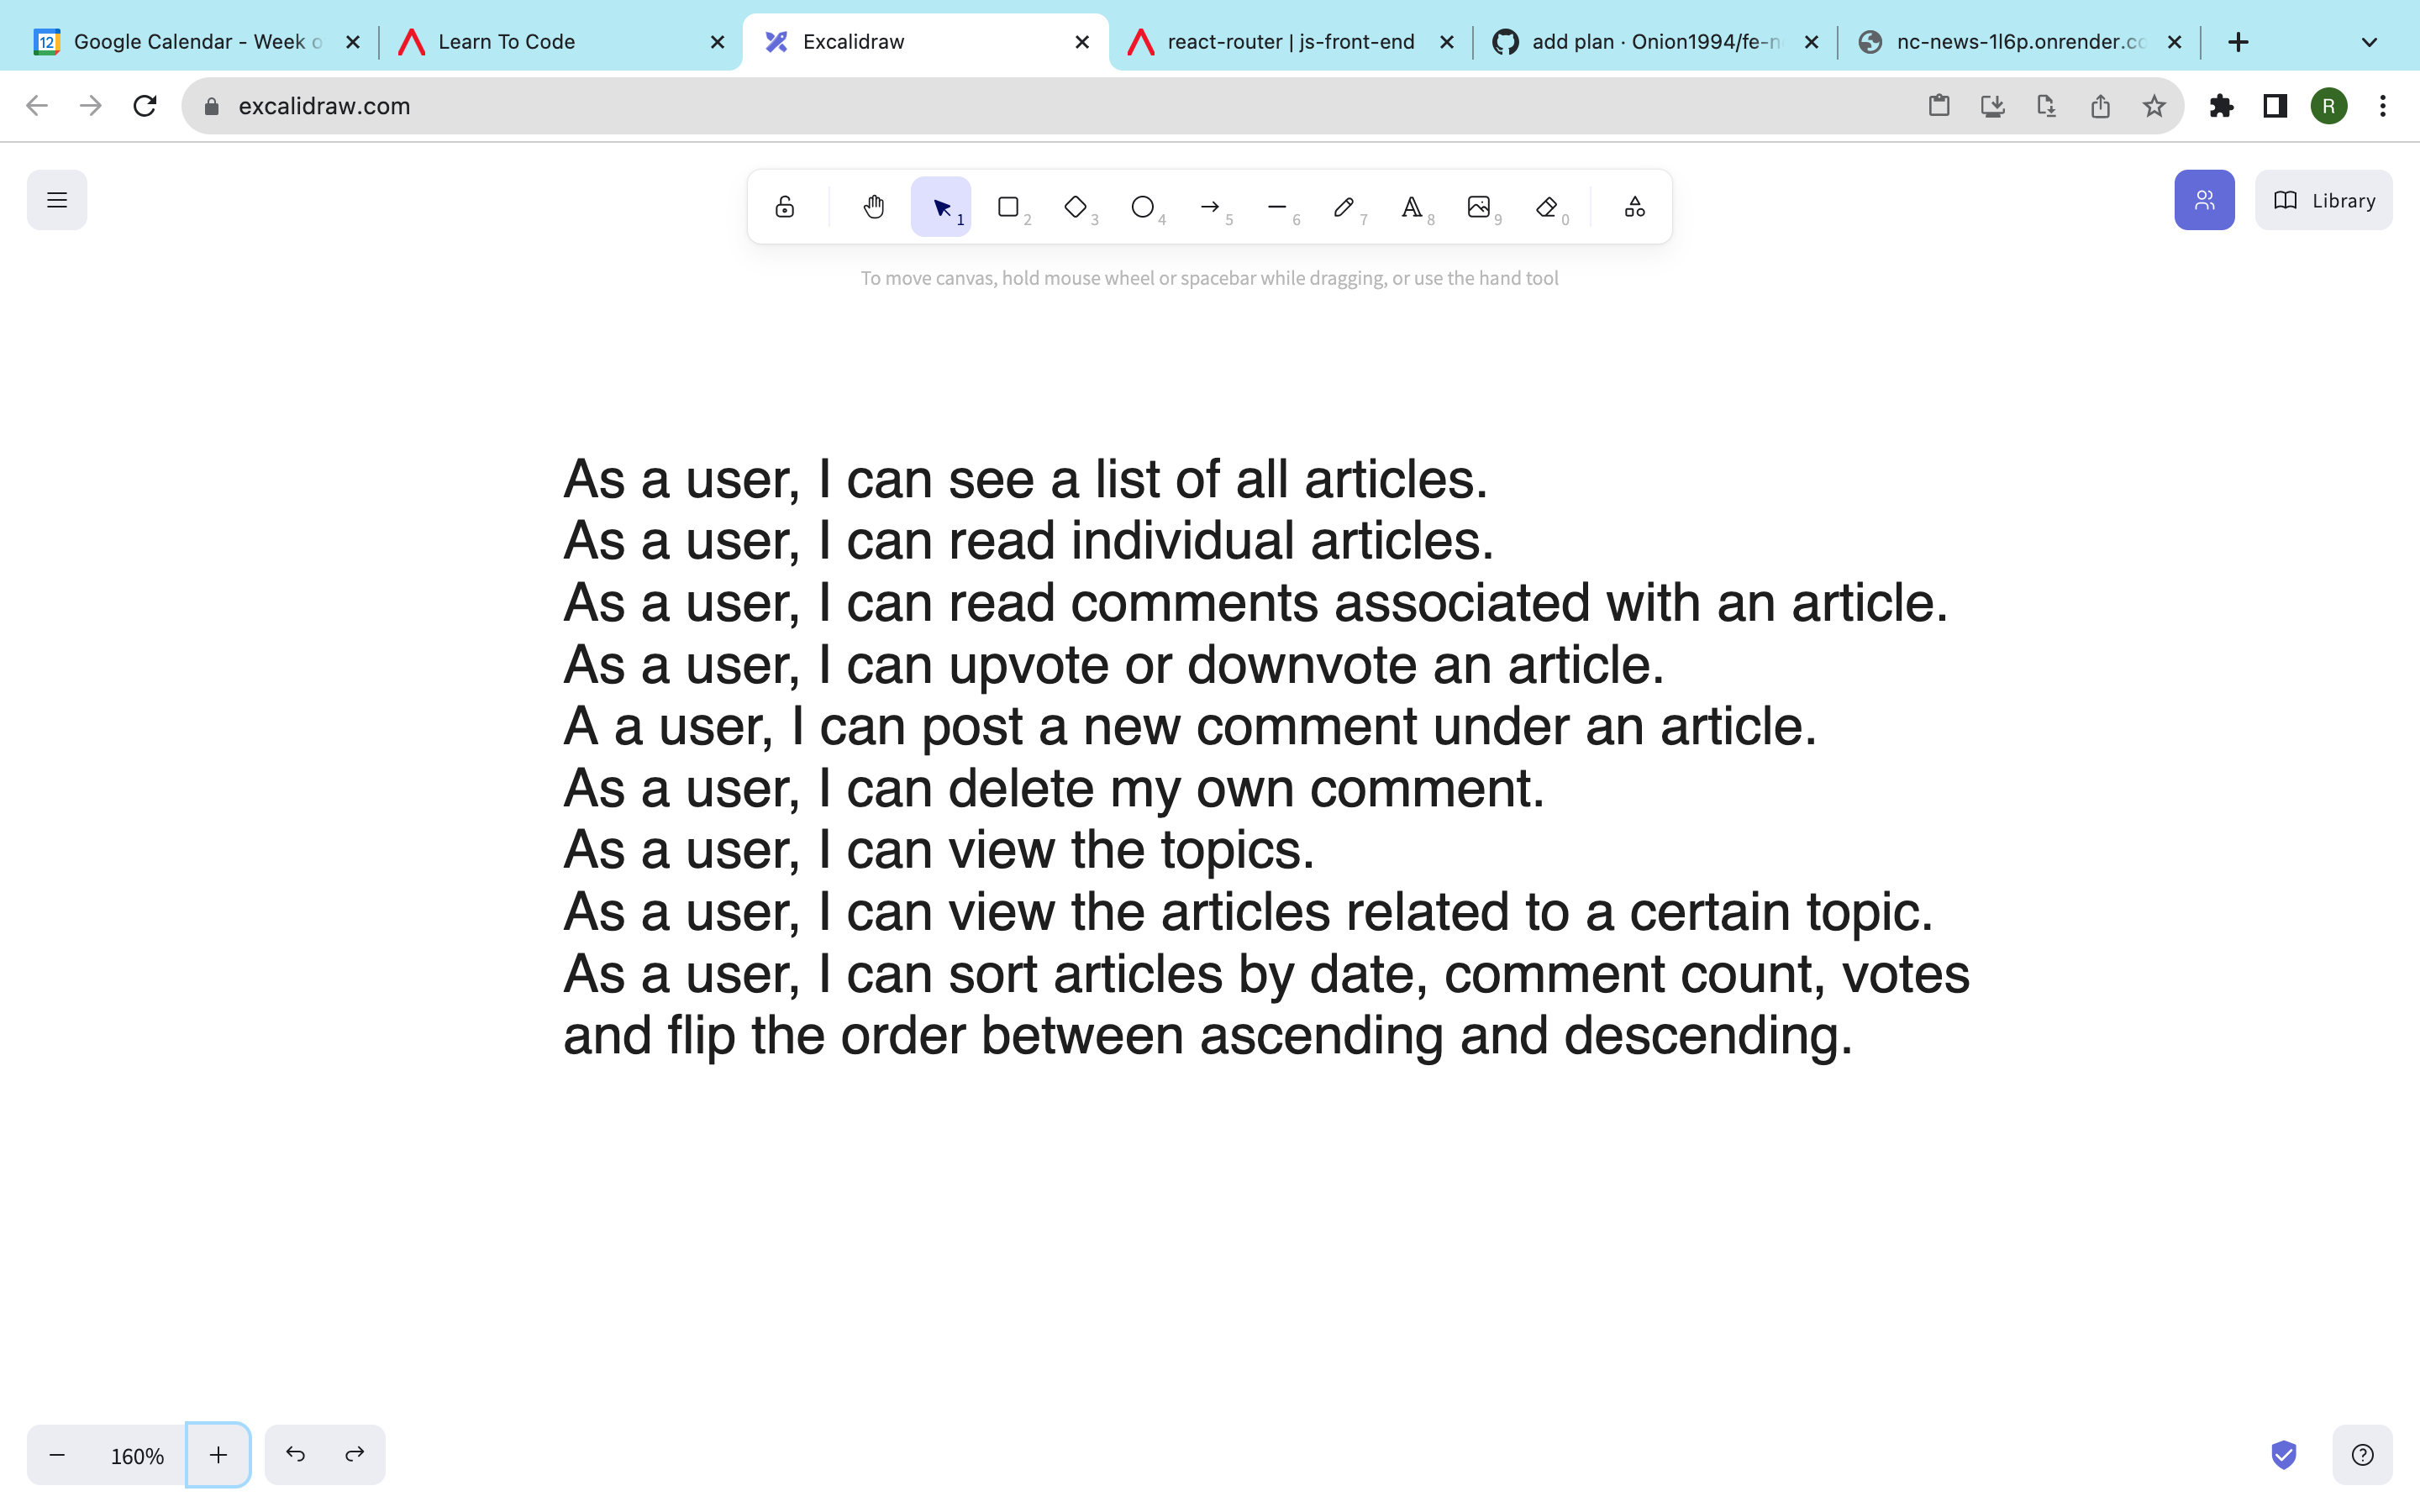 12 Google Calendar - Week o
Learn To Code
Excalidraw
react-router | js-front-end
add plan · Onion1994/fe-n
nc-news-1l6p.onrender.co
excalidraw.com
R
1 2 3 4 5 6 7 8 9 0
Library
To move canvas, hold mouse wheel or spacebar while dragging, or use the hand tool
As a user, I can see a list of all articles.
As a user, I can read individual articles.
As a user, I can read comments associated with an article.
As a user, I can upvote or downvote an article.
A a user, I can post a new comment under an article.
As a user, I can delete my own comment.
As a user, I can view the topics.
As a user, I can view the articles related to a certain topic.
As a user, I can sort articles by date, comment count, votes
and flip the order between ascending and descending.
160%